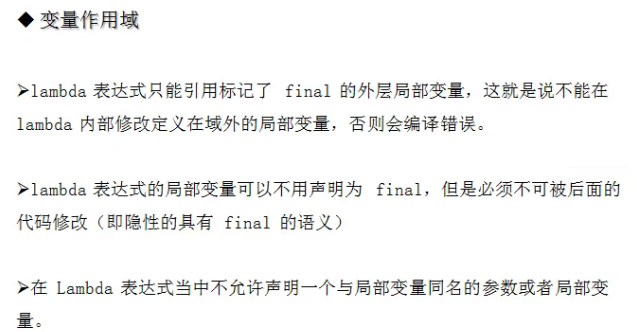 ◆ 变量作用域
➢lambda 表达式只能引用标记了 final 的外层局部变量，这就是说不能在
lambda 内部修改定义在域外的局部变量，否则会编译错误。
➢lambda 表达式的局部变量可以不用声明为 final，但是必须不可被后面的
代码修改（即隐性的具有 final 的语义）
➢在 Lambda 表达式当中不允许声明一个与局部变量同名的参数或者局部变
量。